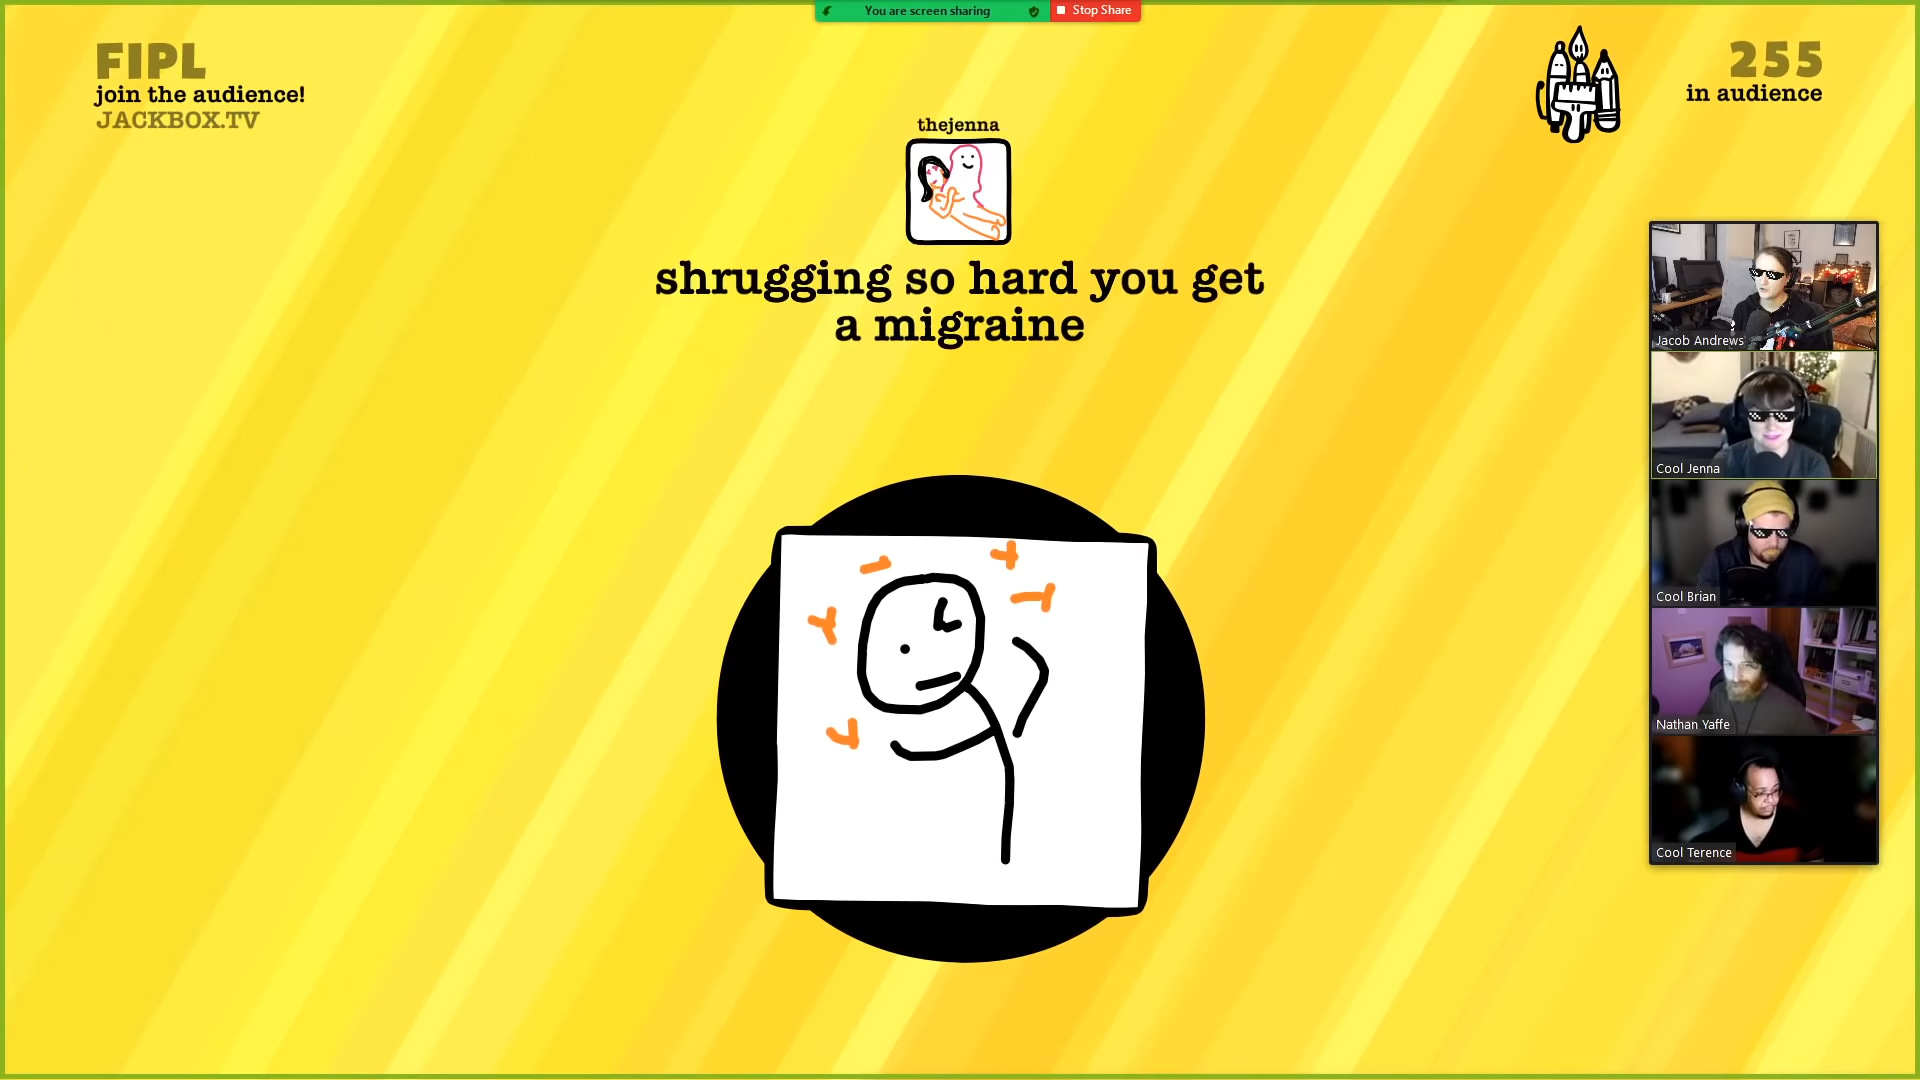 You are screen sharing
Stop Share
FIPL
join the audience!
JACKBOX.TV
255
in audience
thejenna
shrugging so hard you get
a migraine
Jacob Andrews
Cool Jenna
Cool Brian
Nathan Yaffe
Cool Terence